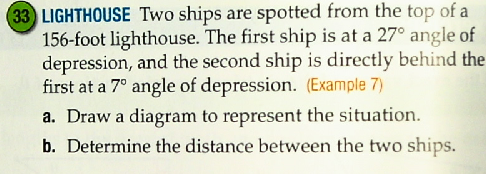 33 LIGHTHOUSE Two ships are spotted from the top of a
156-foot lighthouse. The first ship is at a 27° angle of
depression, and the second ship is directly behind the
first at a 7° angle of depression. (Example 7)
a. Draw a diagram to represent the situation.
b. Determine the distance between the two ships.